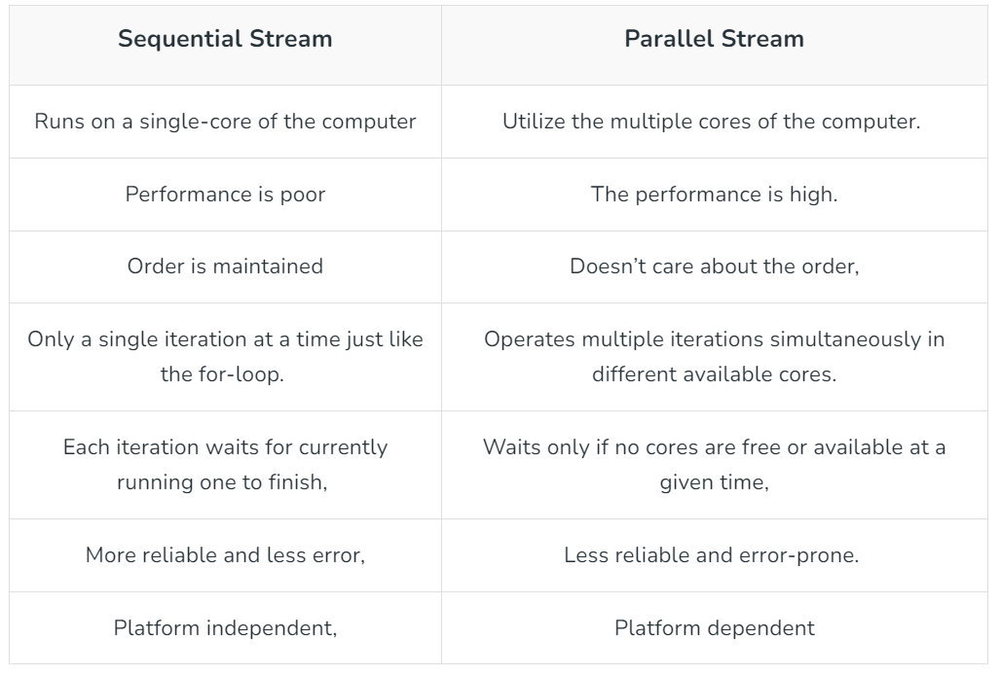 Sequential Stream
Parallel Stream
Runs on a single-core of the computer
Utilize the multiple cores of the computer.
Performance is poor
The performance is high.
Order is maintained
Doesn’t care about the order,
Only a single iteration at a time just like
the for-loop.
Operates multiple iterations simultaneously in
different available cores.
Each iteration waits for currently
running one to finish,
Waits only if no cores are free or available at a
given time,
More reliable and less error,
Less reliable and error-prone.
Platform independent,
Platform dependent